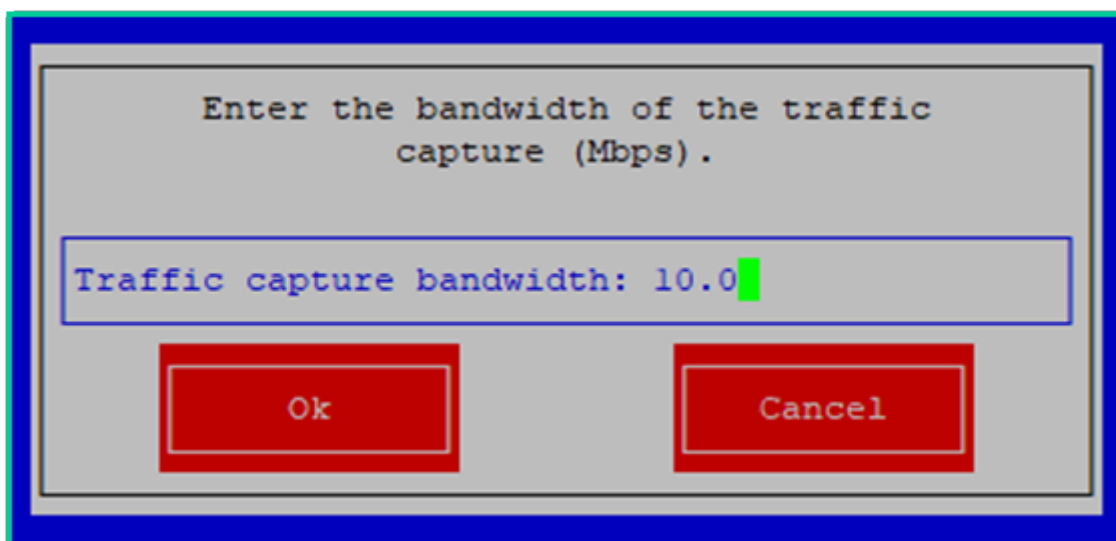 Enter the bandwidth of the traffic
capture (Mbps).
Traffic capture bandwidth: 10.0
Ok
Cancel